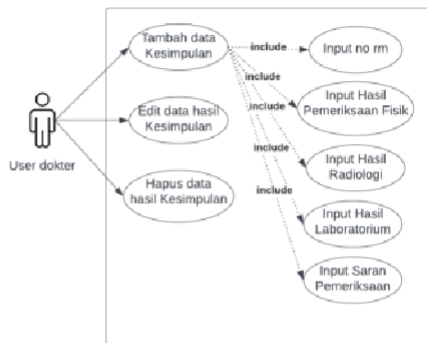 Tambah data
Kesimpulan
include
Input no rm
include
Input Hasil
Pemeriksaan Fisik
include
Edit data hasil
Kesimpulan
User dokter
include
Input Hasil
Radiologi
Hapus data
hasil Kesimpulan
include
Input Hasil
Laboratorium
Input Saran
Pemeriksaan